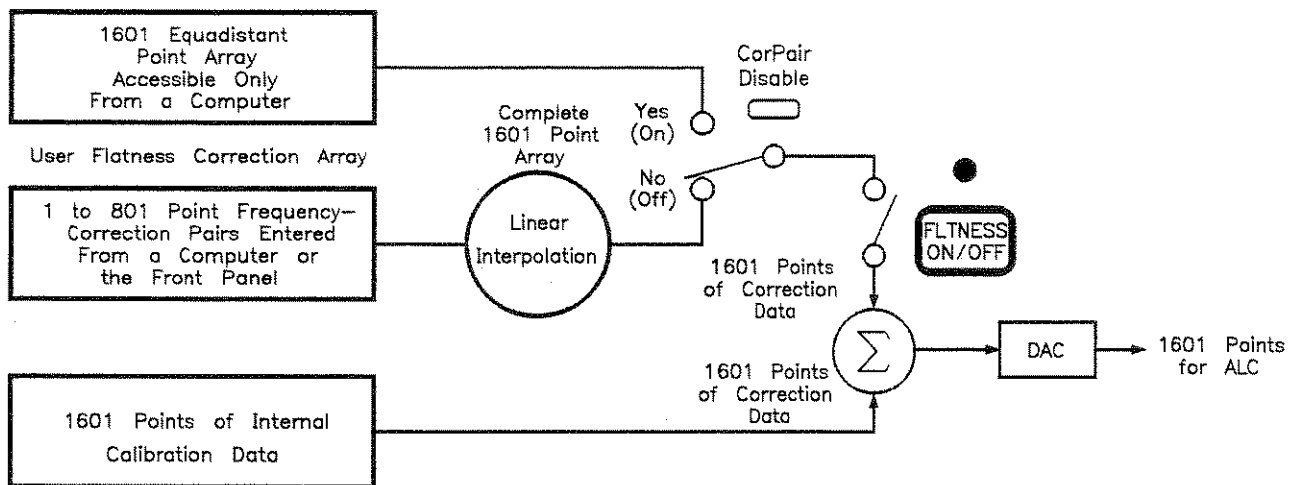 1601 Equadistant
Point Array
Accessible Only
From a Computer
User Flatness Correction Array
1 to 801 Point Frequency-
Correction Pairs Entered
From a Computer or
the Front Panel
1601 Points of Internal
Calibration Data
Complete
1601 Point
Array
Linear
Interpolation
Yes
(On)
No
(Off)
CorPair
Disable
FLTNESS
ON/OFF
1601 Points
of Correction
Data
1601 Points
of Correction
Data
Σ
DAC
1601 Points
for ALC